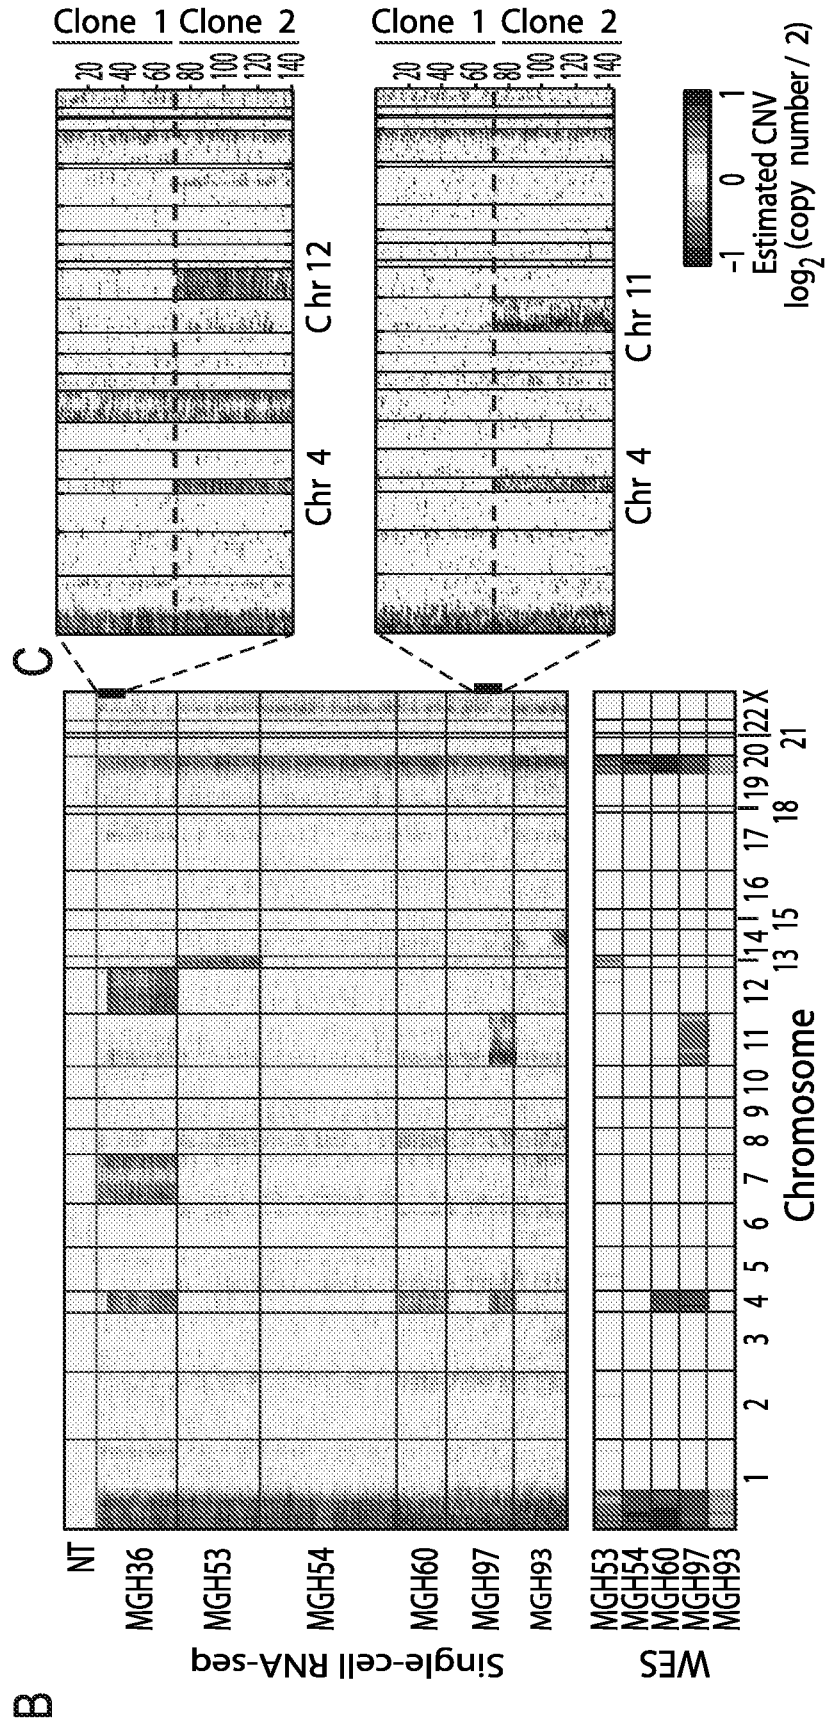 B
Single-cell RNA-seq
NT
MGH36
MGH53
MGH54
MGH60
MGH97
MGH93
WES
MGH53
MGH54
MGH60
MGH97
MGH93
1 2 3 4 5 6 7 8 9 10 11 12 13 14 15 16 17 18 19 20 21 22 X
Chromosome
C
Clone 1 Clone 2
20 40 60 80 100 120 140
Chr 4 Chr 12
Clone 1 Clone 2
20 40 60 80 100 120 140
Chr 4 Chr 11
-1 0 1
Estimated CNV
log2 (copy number / 2)